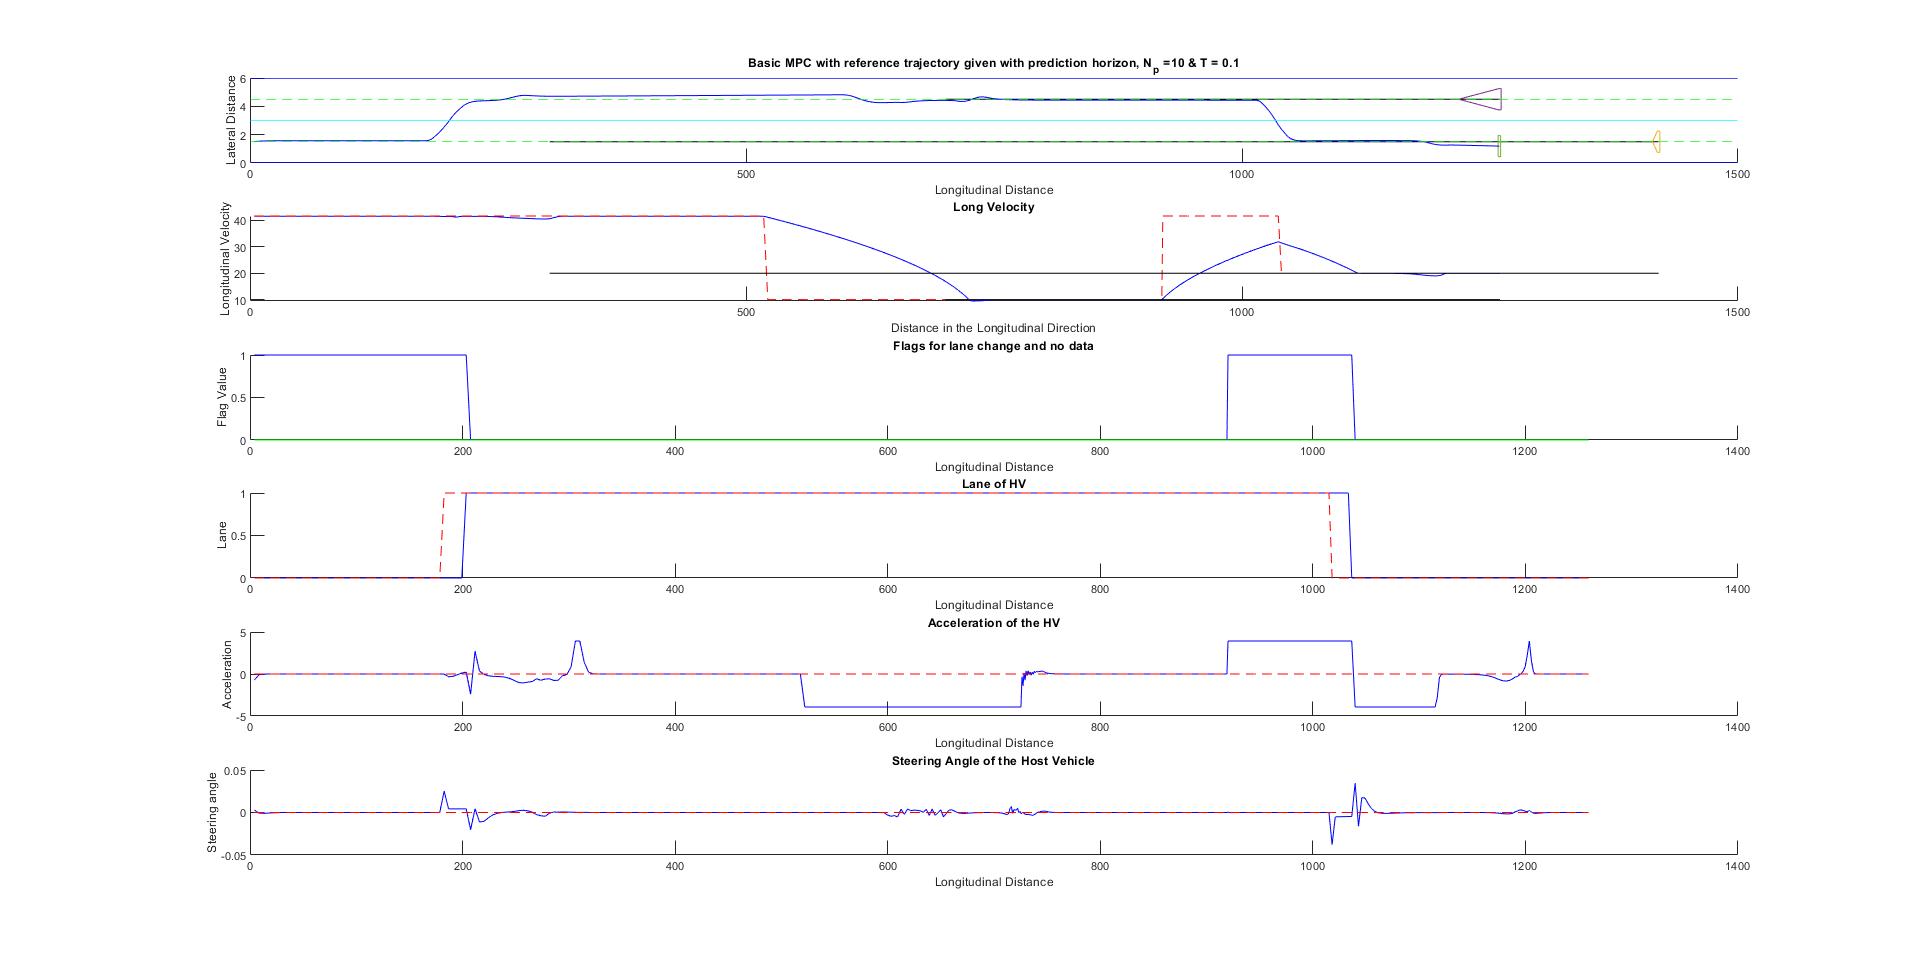 Basic MPC with reference trajectory given with prediction horizon, Np =10 & T = 0.1
Lateral Distance
6
4
2
0
0 500 1000 1500
Longitudinal Distance
Long Velocity
Longitudinal Velocity
40
30
20
10
0 500 1000 1500
Distance in the Longitudinal Direction
Flags for lane change and no data
Flag Value
1
0.5
0
0 200 400 600 800 1000 1200 1400
Longitudinal Distance
Lane of HV
Lane
1
0.5
0
0 200 400 600 800 1000 1200 1400
Longitudinal Distance
Acceleration of the HV
Acceleration
5
0
-5
0 200 400 600 800 1000 1200 1400
Longitudinal Distance
Steering Angle of the Host Vehicle
Steering angle
0.05
0
-0.05
0 200 400 600 800 1000 1200 1400
Longitudinal Distance